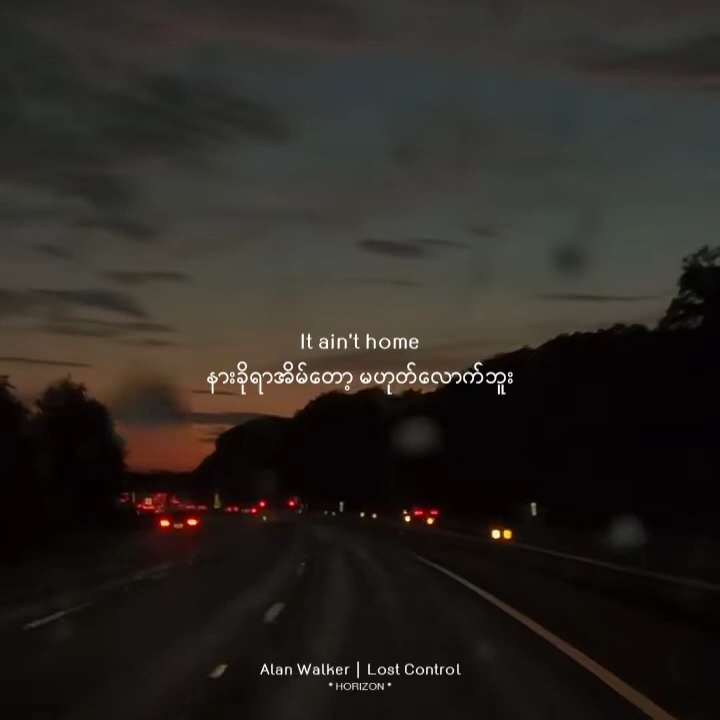 It ain't home
နားခိုရာအိမ်တော့ မဟုတ်လောက်ဘူး
Alan Walker | Lost Control
* HORIZON *